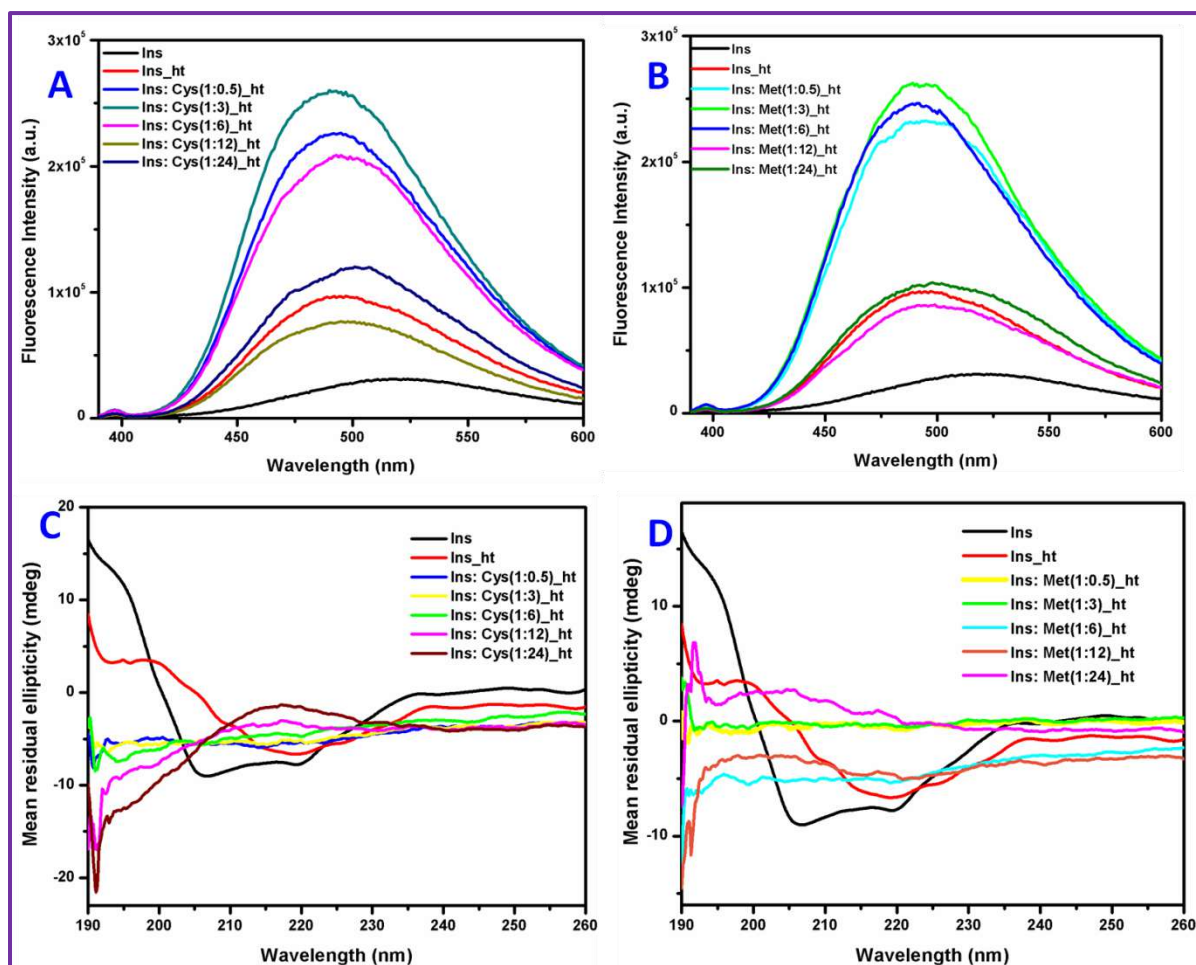 A
3x10⁵
2x10⁵
1x10⁵
0
Fluorescence Intensity (a.u.)
Ins
Ins_ht
Ins: Cys(1:0.5)_ht
Ins: Cys(1:3)_ht
Ins: Cys(1:6)_ht
Ins: Cys(1:12)_ht
Ins: Cys(1:24)_ht
400
450
500
550
600
Wavelength (nm)
B
3x10⁵
2x10⁵
1x10⁵
0
Fluorescence Intensity (a.u.)
Ins
Ins_ht
Ins: Met(1:0.5)_ht
Ins: Met(1:3)_ht
Ins: Met(1:6)_ht
Ins: Met(1:12)_ht
Ins: Met(1:24)_ht
400
450
500
550
600
Wavelength (nm)
C
20
10
0
-10
-20
Mean residual ellipticity (mdeg)
Ins
Ins_ht
Ins: Cys(1:0.5)_ht
Ins: Cys(1:3)_ht
Ins: Cys(1:6)_ht
Ins: Cys(1:12)_ht
Ins: Cys(1:24)_ht
190
200
210
220
230
240
250
260
Wavelength (nm)
D
10
0
-10
Mean residual ellipticity (mdeg)
Ins
Ins_ht
Ins: Met(1:0.5)_ht
Ins: Met(1:3)_ht
Ins: Met(1:6)_ht
Ins: Met(1:12)_ht
Ins: Met(1:24)_ht
190
200
210
220
230
240
250
260
Wavelength (nm)